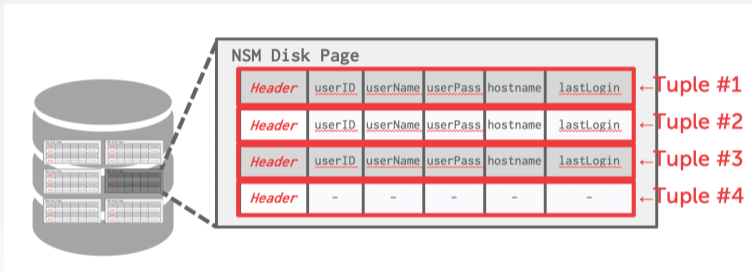 NSM Disk Page
Header userID userName userPass hostname lastLogin ←Tuple #1
Header userID userName userPass hostname lastLogin ←Tuple #2
Header userID userName userPass hostname lastLogin ←Tuple #3
Header - - - - - ←Tuple #4